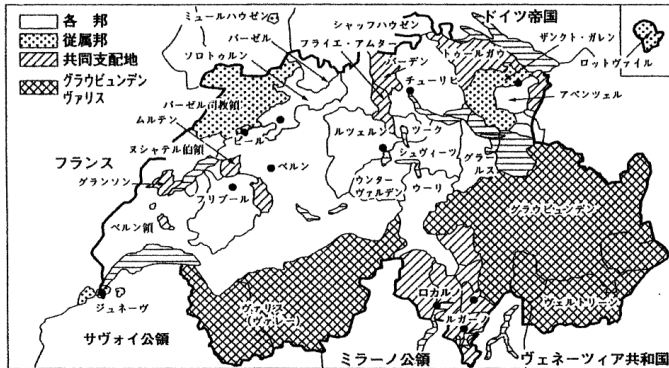 各邦
従属邦
共同支配地
グラウビュンデン
ヴァリス
ミュールハウゼン
バーゼル
ソロトゥルン
シャッフハウゼン
フライエ・アムター
バーデン
ドイツ帝国
トゥールガウ
ザンクト・ガレン
ロットヴァイル
チューリヒ
アペンツェル
バーゼル司教領
ムルテン
ビール
ヌシャテル伯領
フランス
グランソン
ベルン
ルツェルン
ツーク
シュヴィーツ
グラールス
ウンター
ヴァルデン
ウーリ
フリブール
グラウビュンデン
ベルン領
ロカルノ
ルガーノ
ヴェルトリーン
ヴァリス
(ヴァレー)
ジュネーヴ
サヴォイ公領
ミラーノ公領
ヴェネーツィア共和国